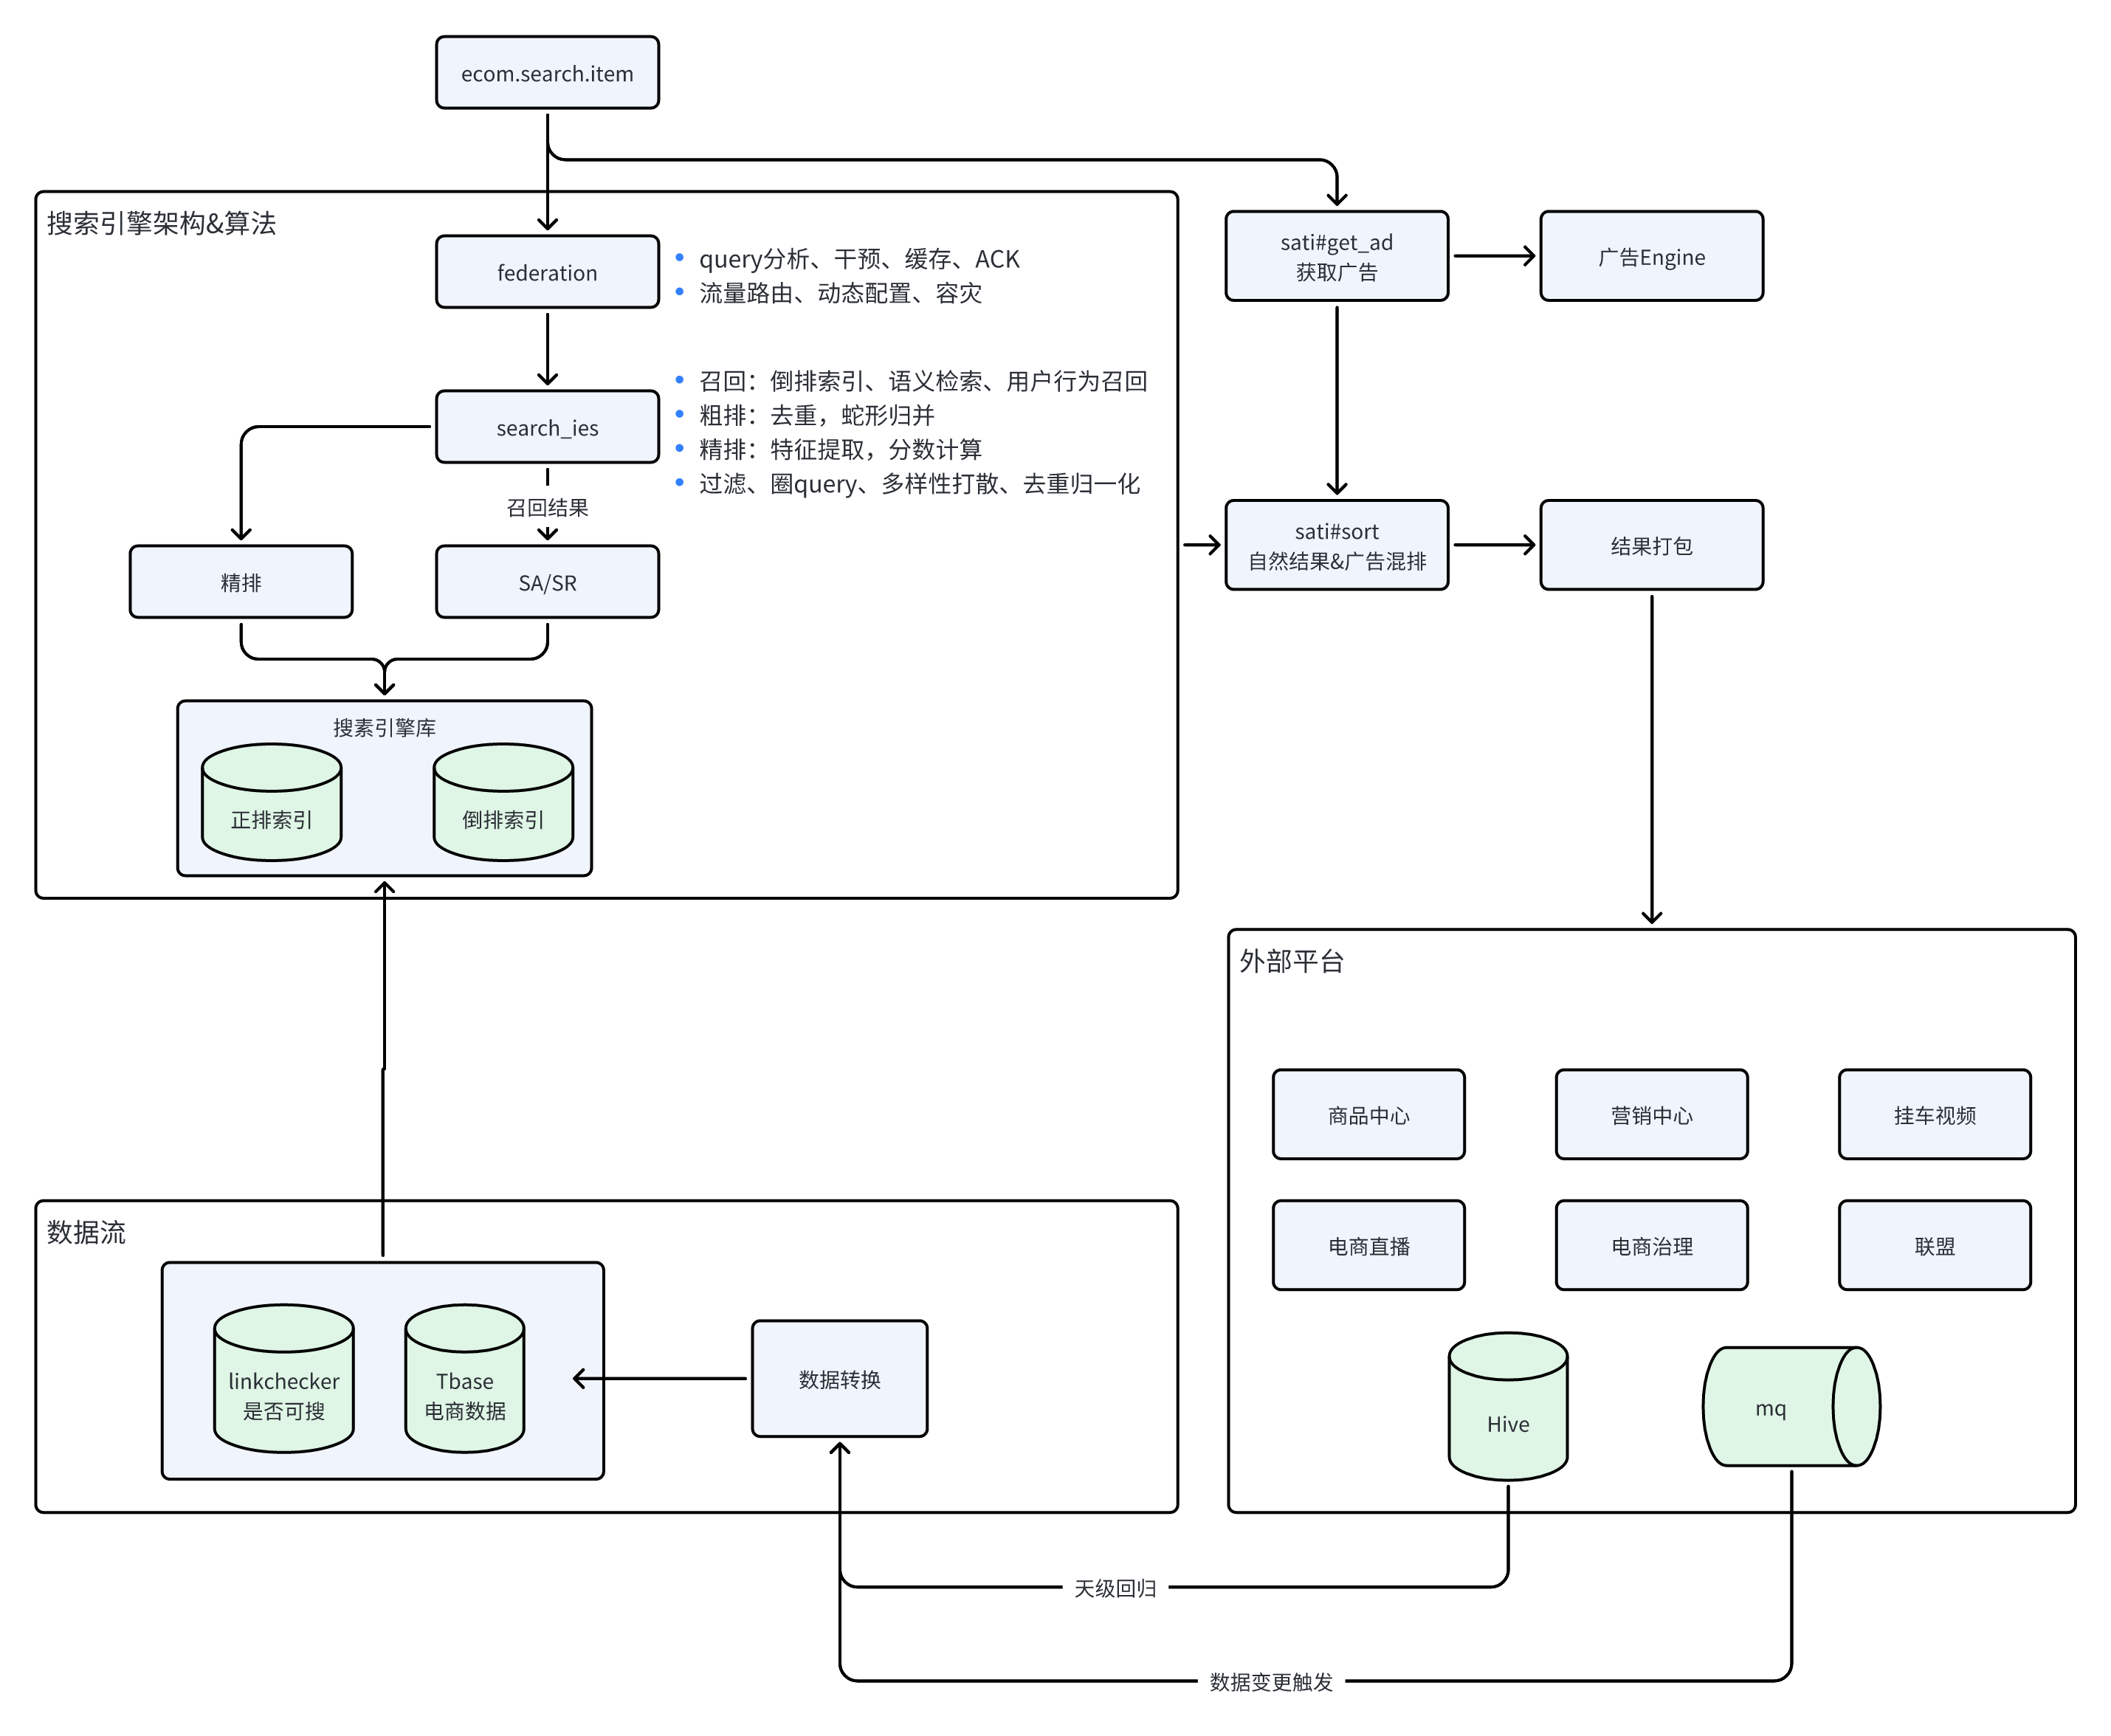 ecom.search.item
搜索引擎架构&算法
federation
query分析、干预、缓存、ACK
流量路由、动态配置、容灾
sati#get_ad
获取广告
广告Engine
search_ies
召回：倒排索引、语义检索、用户行为召回
粗排：去重，蛇形归并
精排：特征提取，分数计算
过滤、圈query、多样性打散、去重归一化
召回结果
精排
SA/SR
sati#sort
自然结果&广告混排
结果打包
搜素引擎库
正排索引
倒排索引
外部平台
商品中心
营销中心
挂车视频
电商直播
电商治理
联盟
Hive
mq
数据流
linkchecker
是否可搜
Tbase
电商数据
数据转换
天级回归
数据变更触发